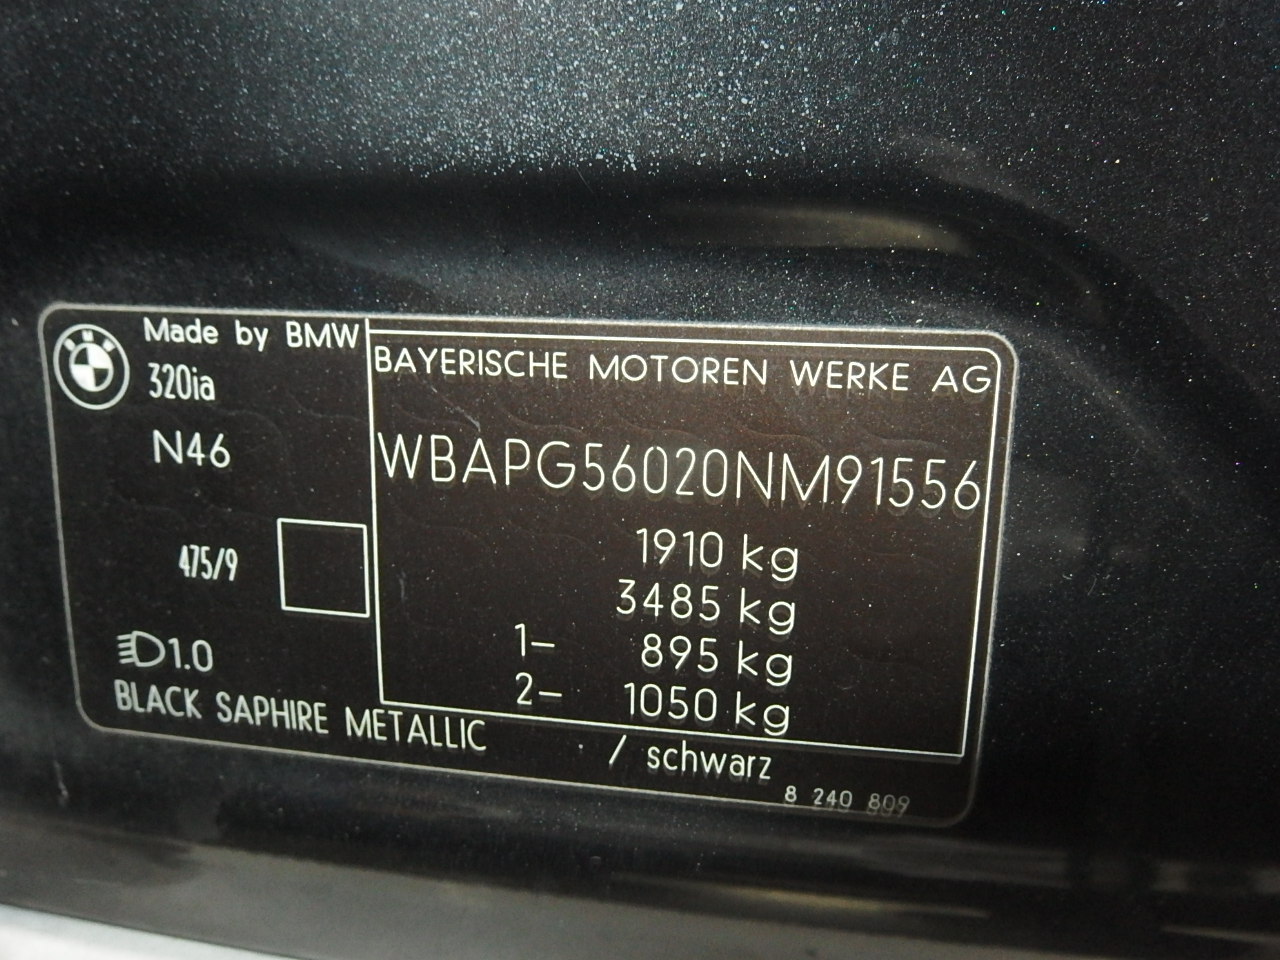 BMW
Made by BMW
320ia
N46
475/9
1.0
BLACK SAPHIRE METALLIC / schwarz
BAYERISCHE MOTOREN WERKE AG
WBAPG56020NM91556
1910 kg
3485 kg
1- 895 kg
2- 1050 kg
8 240 809